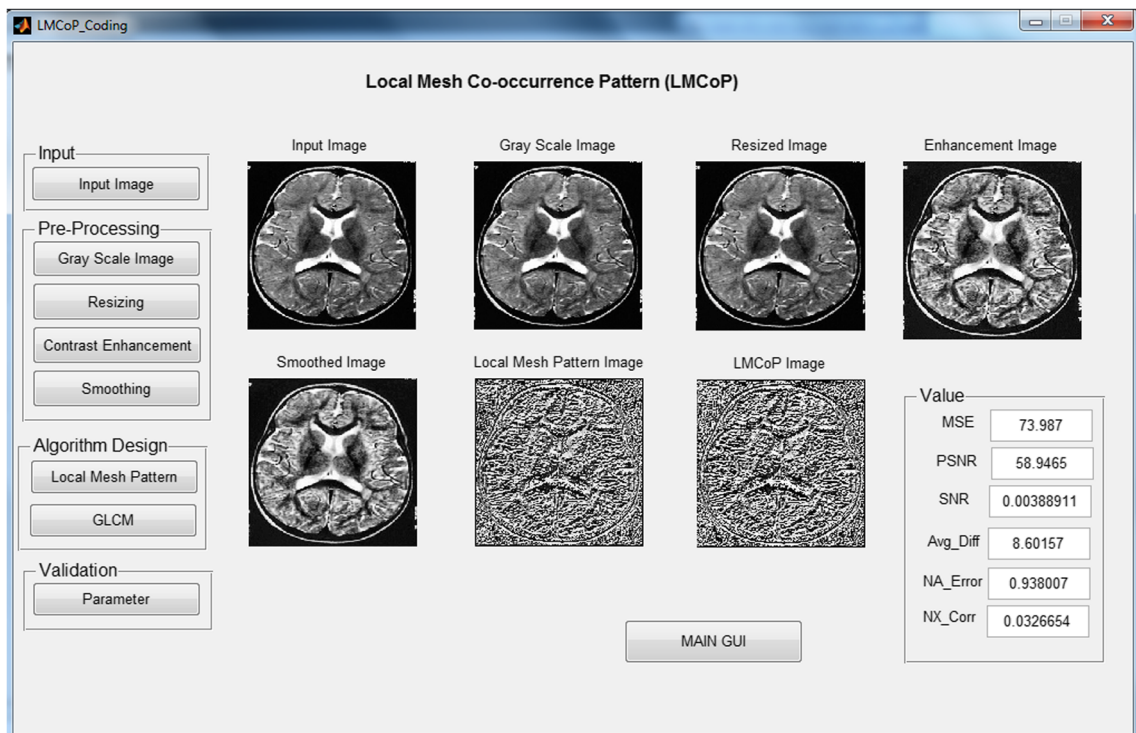 LMCoP_Coding
Local Mesh Co-occurrence Pattern (LMCoP)
Input
Input Image
Pre-Processing
Gray Scale Image
Resizing
Contrast Enhancement
Smoothing
Algorithm Design
Local Mesh Pattern
GLCM
Validation
Parameter
Input Image
Gray Scale Image
Resized Image
Enhancement Image
Smoothed Image
Local Mesh Pattern Image
LMCoP Image
Value
MSE 73.987
PSNR 58.9465
SNR 0.00388911
Avg_Diff 8.60157
NA_Error 0.938007
NX_Corr 0.0326654
MAIN GUI